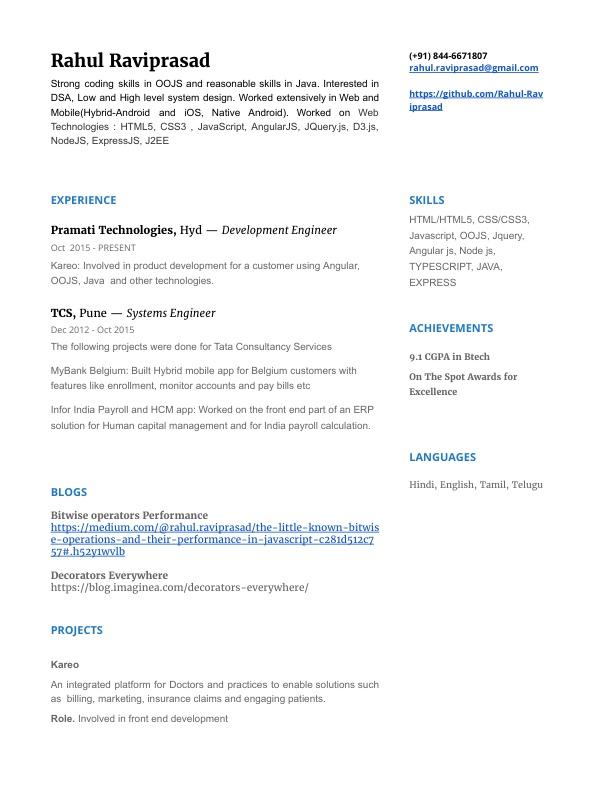 Rahul Raviprasad
Strong coding skills in OOJS and reasonable skills in Java. Interested in
DSA, Low and High level system design. Worked extensively in Web and
Mobile(Hybrid-Android and iOS, Native Android). Worked on Web
Technologies : HTML5, CSS3 , JavaScript, AngularJS, JQuery.js, D3.js,
NodeJS, ExpressJS, J2EE
(+91) 844-6671807
rahul.raviprasad@gmail.com
https://github.com/Rahul-Rav
iprasad
EXPERIENCE
Pramati Technologies, Hyd — Development Engineer
Oct  2015 - PRESENT
Kareo: Involved in product development for a customer using Angular,
OOJS, Java  and other technologies.
TCS, Pune — Systems Engineer
Dec 2012 - Oct 2015
The following projects were done for Tata Consultancy Services
MyBank Belgium: Built Hybrid mobile app for Belgium customers with
features like enrollment, monitor accounts and pay bills etc
Infor India Payroll and HCM app: Worked on the front end part of an ERP
solution for Human capital management and for India payroll calculation.
BLOGS
Bitwise operators Performance
https://medium.com/@rahul.raviprasad/the-little-known-bitwis
e-operations-and-their-performance-in-javascript-c281d512c7
57#.h52y1wvlb
Decorators Everywhere
https://blog.imaginea.com/decorators-everywhere/
PROJECTS
Kareo
An integrated platform for Doctors and practices to enable solutions such
as  billing, marketing, insurance claims and engaging patients.
Role. Involved in front end development
SKILLS
HTML/HTML5, CSS/CSS3,
Javascript, OOJS, Jquery,
Angular js, Node js,
TYPESCRIPT, JAVA,
EXPRESS
ACHIEVEMENTS
9.1 CGPA in Btech
On The Spot Awards for
Excellence
LANGUAGES
Hindi, English, Tamil, Telugu